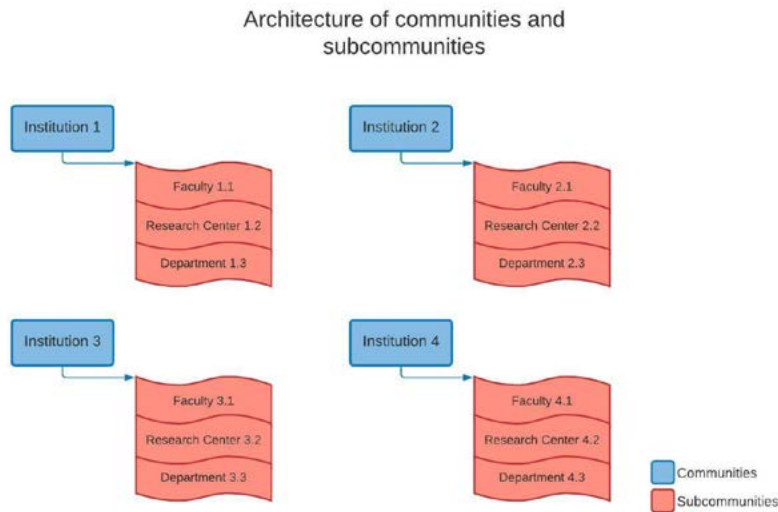 Architecture of communities and
subcommunities
Institution 1
Institution 2
Faculty 1.1
Research Center 1.2
Department 1.3
Faculty 2.1
Research Center 2.2
Department 2.3
Institution 3
Institution 4
Faculty 3.1
Research Center 3.2
Department 3.3
Faculty 4.1
Research Center 4.2
Department 4.3
Communities
Subcommunities